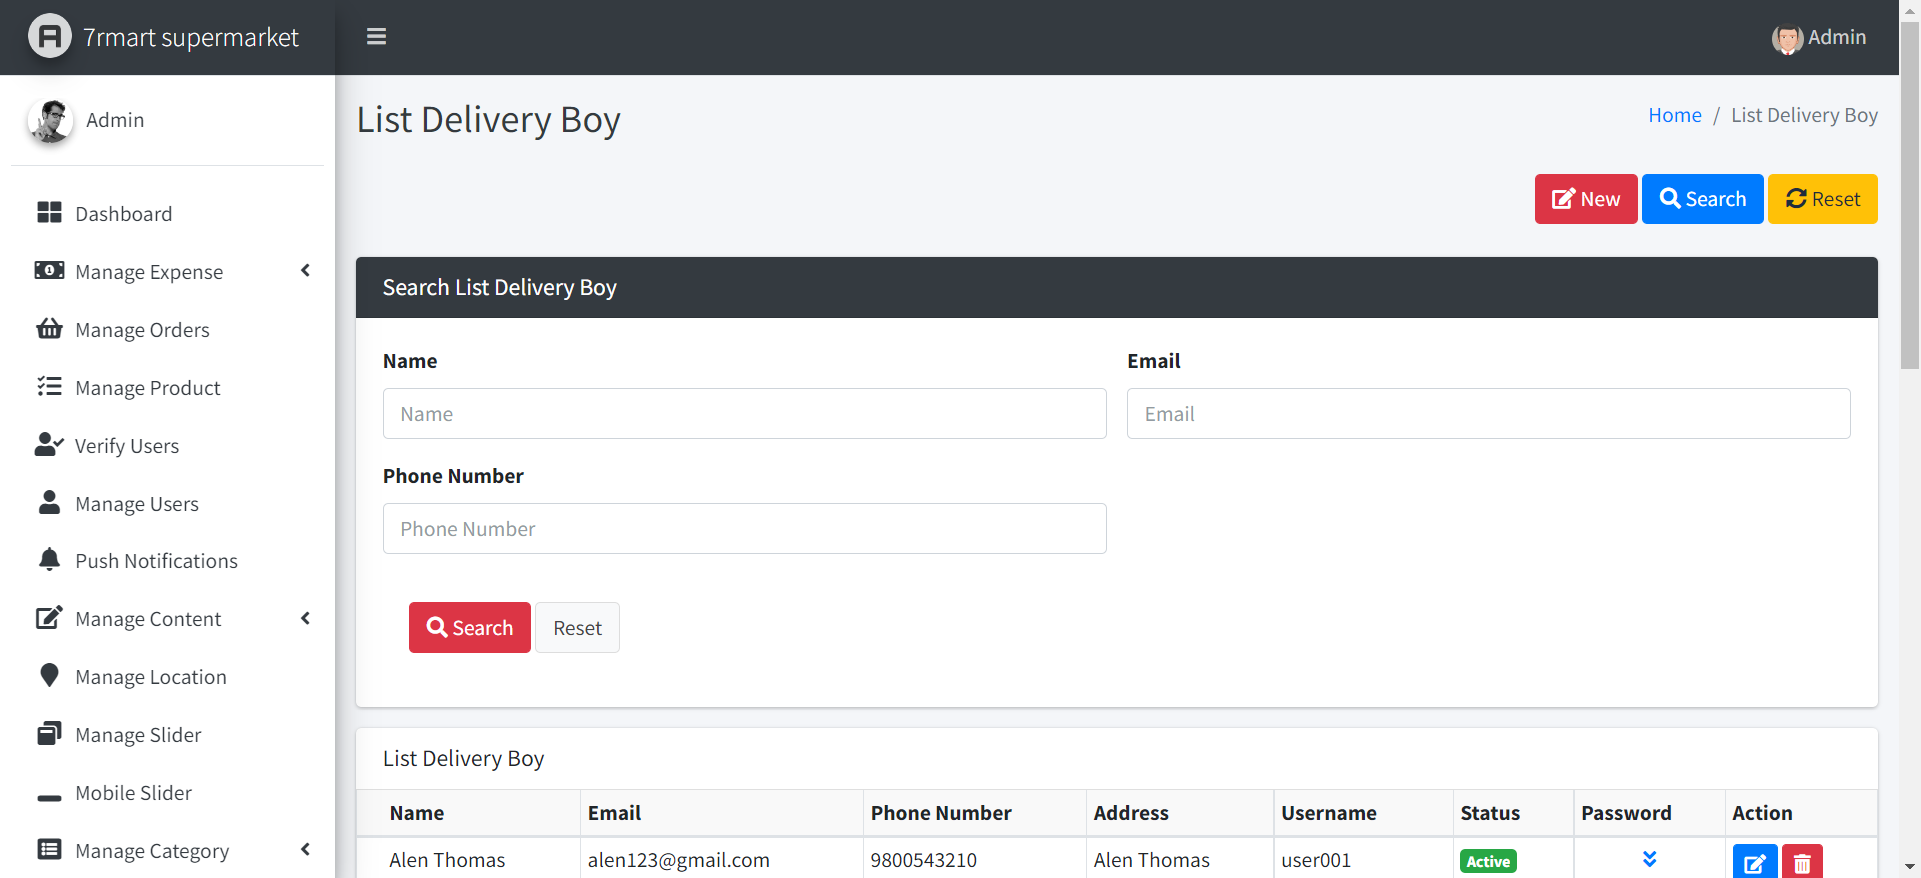 7rmart supermarket
Admin
Admin
Dashboard
Manage Expense
Manage Orders
Manage Product
Verify Users
Manage Users
Push Notifications
Manage Content
Manage Location
Manage Slider
Mobile Slider
Manage Category
List Delivery Boy
Home / List Delivery Boy
New Search Reset
Search List Delivery Boy
Name Email
Name Email
Phone Number
Phone Number
Search Reset
List Delivery Boy
Name Email Phone Number Address Username Status Password Action
Alen Thomas alen123@gmail.com 9800543210 Alen Thomas user001 Active